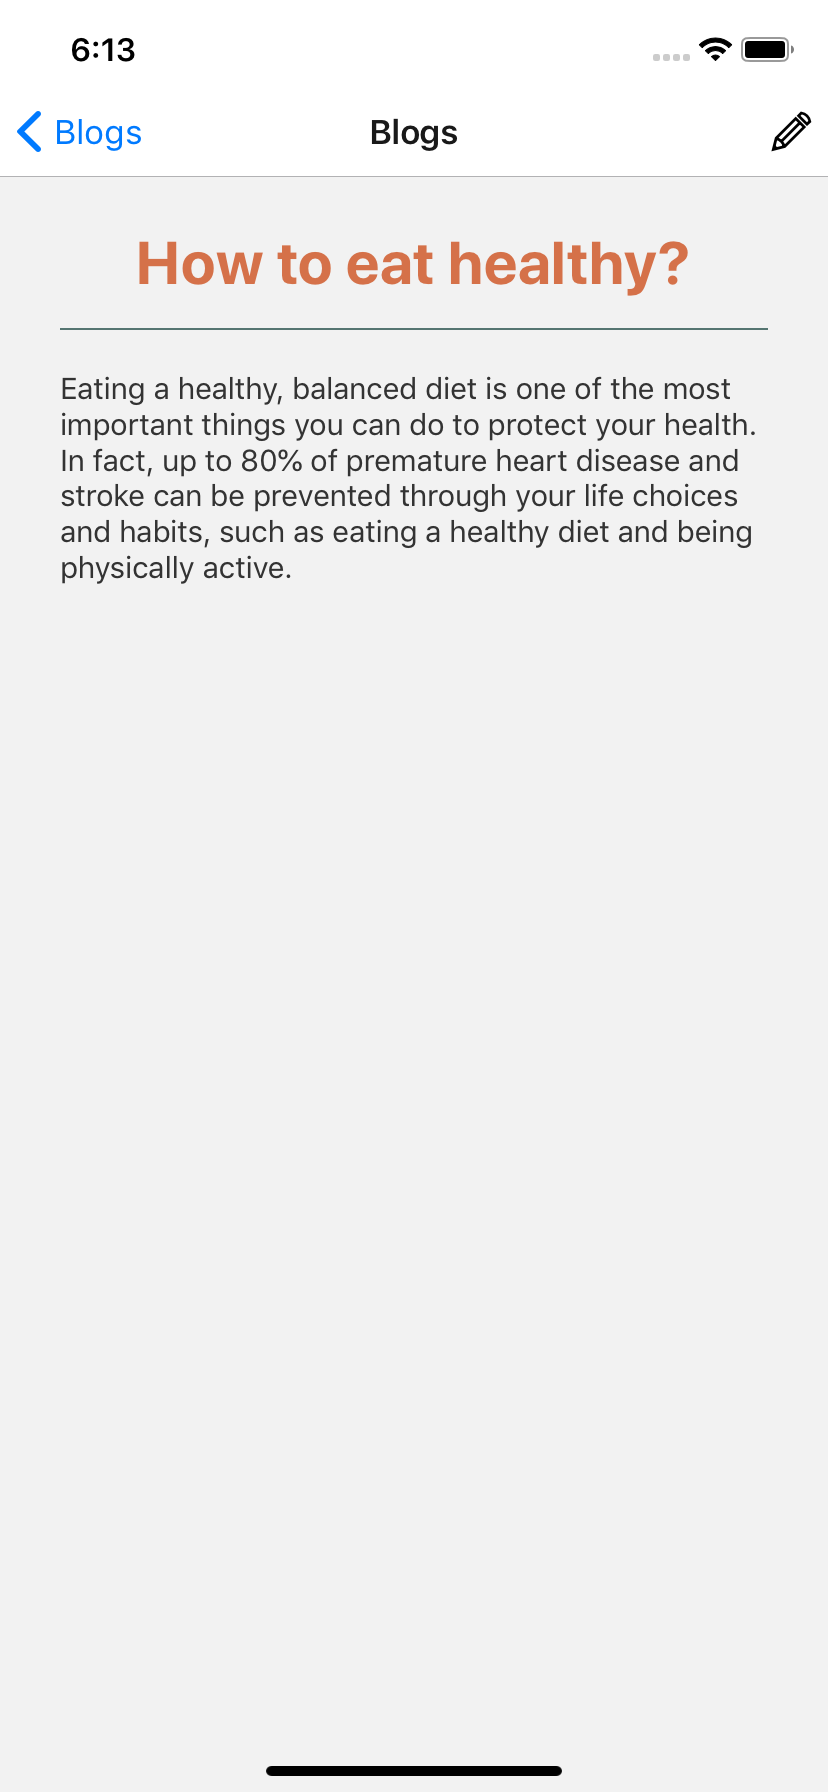 6:13
Blogs
Blogs
How to eat healthy?
Eating a healthy, balanced diet is one of the most
important things you can do to protect your health.
In fact, up to 80% of premature heart disease and
stroke can be prevented through your life choices
and habits, such as eating a healthy diet and being
physically active.